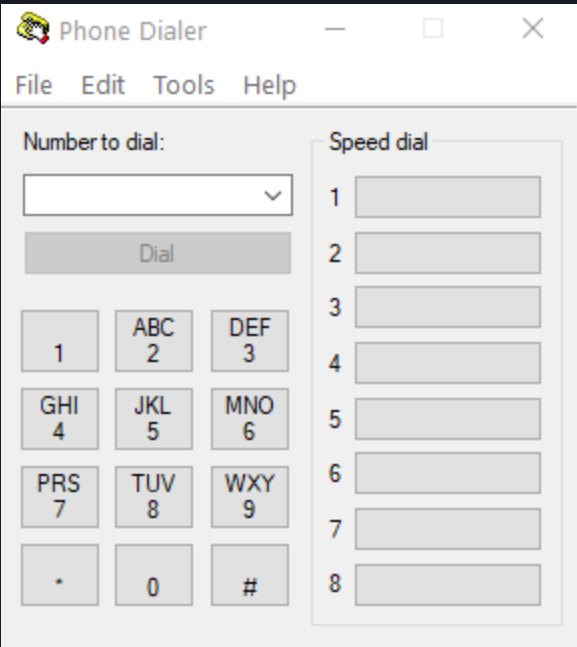 Phone Dialer
File Edit Tools Help
Number to dial:
Dial
1
ABC
2
DEF
3
GHI
4
JKL
5
MNO
6
PRS
7
TUV
8
WXY
9
*
0
#
Speed dial
1
2
3
4
5
6
7
8